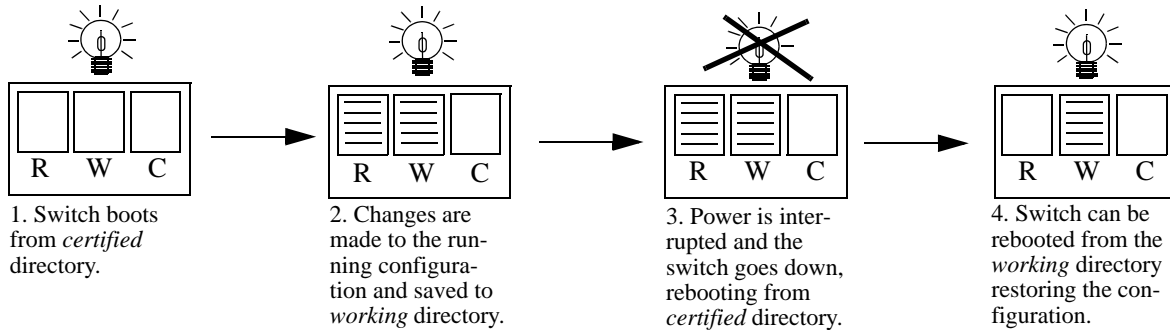 R W C
R W C
R W C
R W C
1. Switch boots
from certified
directory.
2. Changes are
made to the run-
ning configura-
tion and saved to
working directory.
3. Power is inter-
rupted and the
switch goes down,
rebooting from
certified directory.
4. Switch can be
rebooted from the
working directory
restoring the con-
figuration.